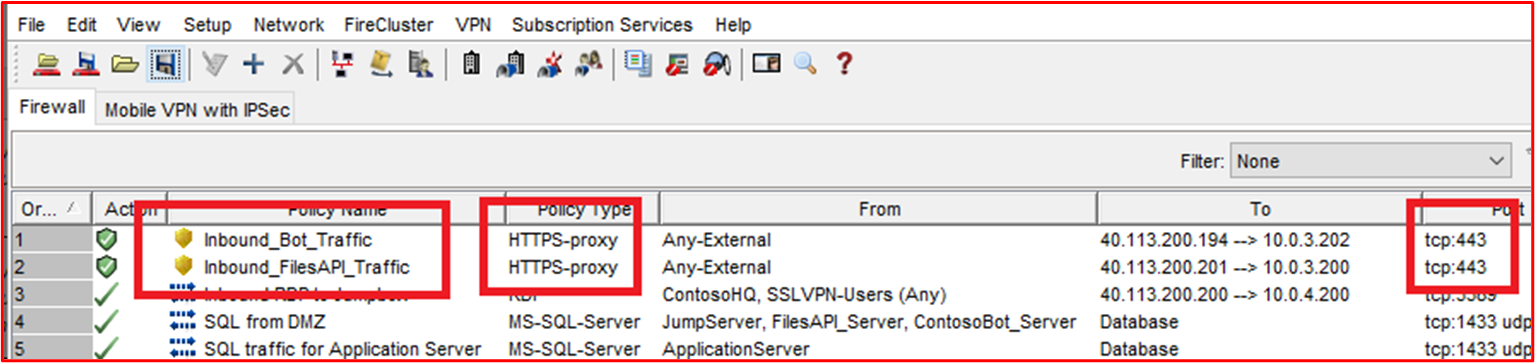 File Edit View Setup Network FireCluster VPN Subscription Services Help
Firewall Mobile VPN with IPSec
Filter: None
Or... Action Policy Name Policy Type From To Port
1 Inbound_Bot_Traffic HTTPS-proxy Any-External 40.113.200.194 --> 10.0.3.202 tcp:443
2 Inbound_FilesAPI_Traffic HTTPS-proxy Any-External 40.113.200.201 --> 10.0.3.200 tcp:443
3 Inbound RDP to RDP ContosoHQ, SSLVPN-Users (Any) 40.113.200.200 --> 10.0.4.200 tcp:3389
4 SQL from DMZ MS-SQL-Server JumpServer, FilesAPI_Server, ContosoBot_Server Database tcp:1433 udp
5 SQL traffic for Application Server MS-SQL-Server ApplicationServer Database tcp:1433 udp